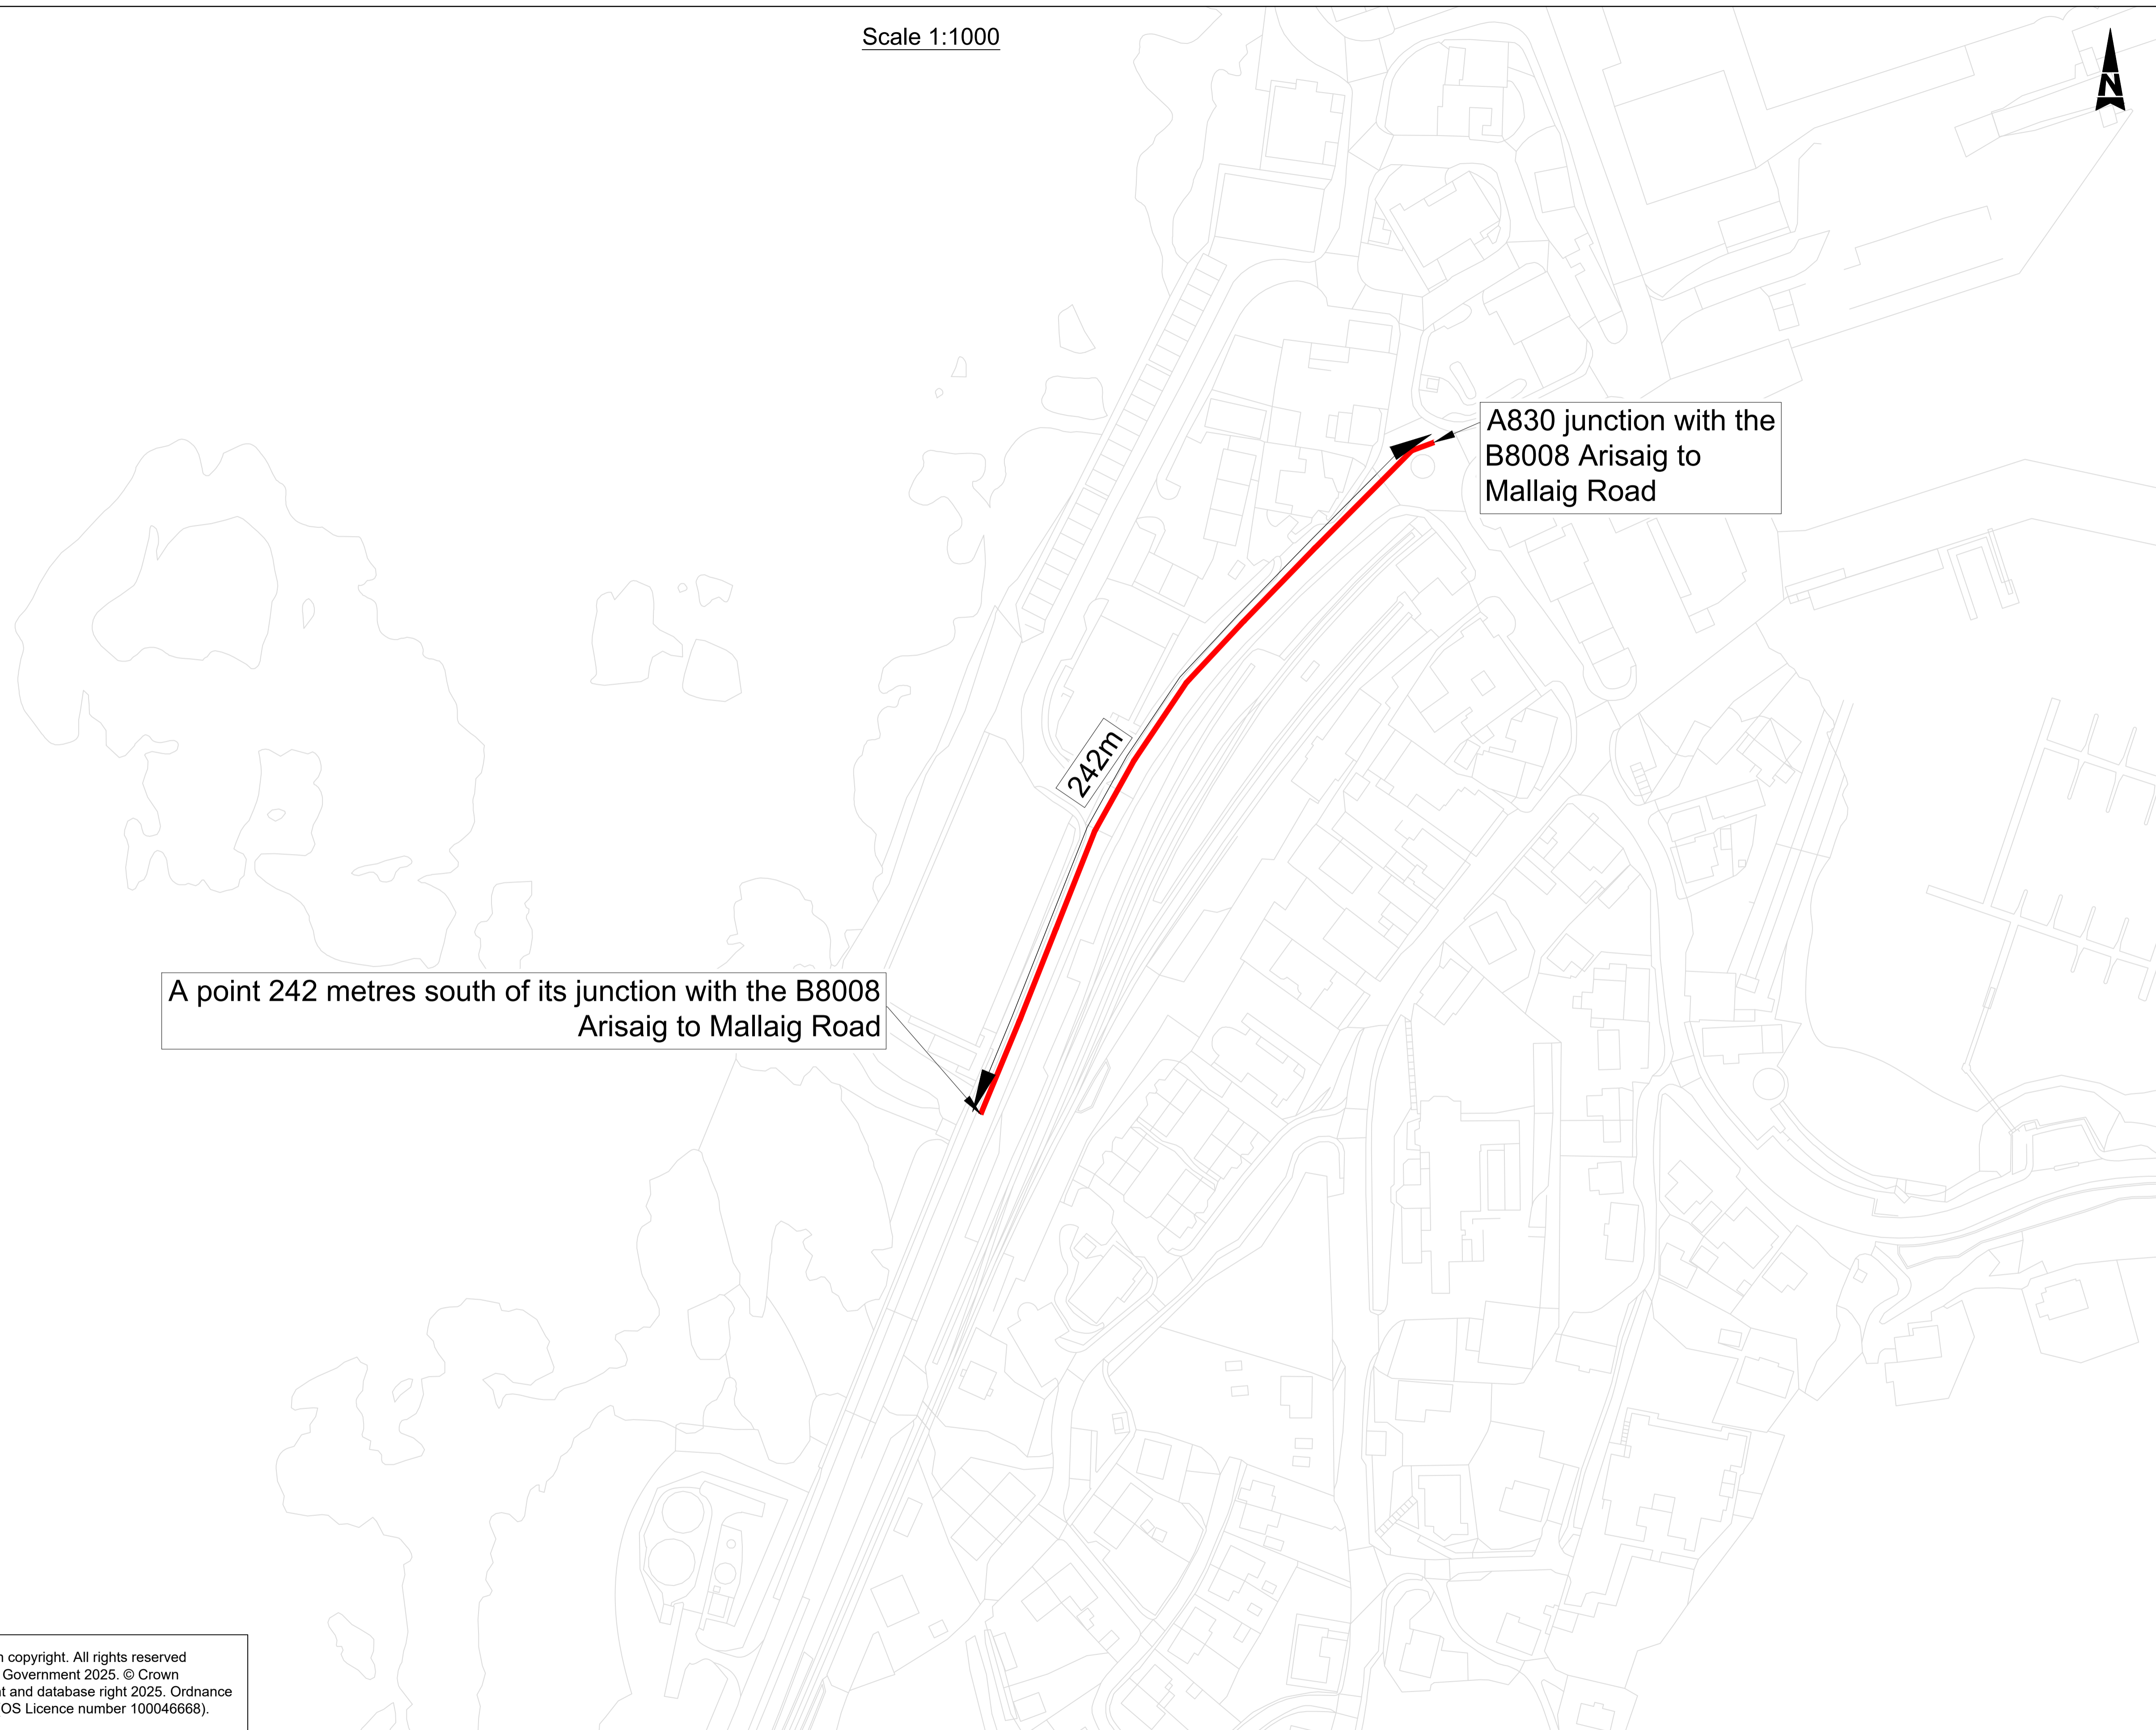 Scale 1:1000
N
A830 junction with the
B8008 Arisaig to
Mallaig Road
242m
A point 242 metres south of its junction with the B8008
Arisaig to Mallaig Road
copyright. All rights reserved
Government 2025. © Crown
and database right 2025. Ordnance
OS Licence number 100046668).